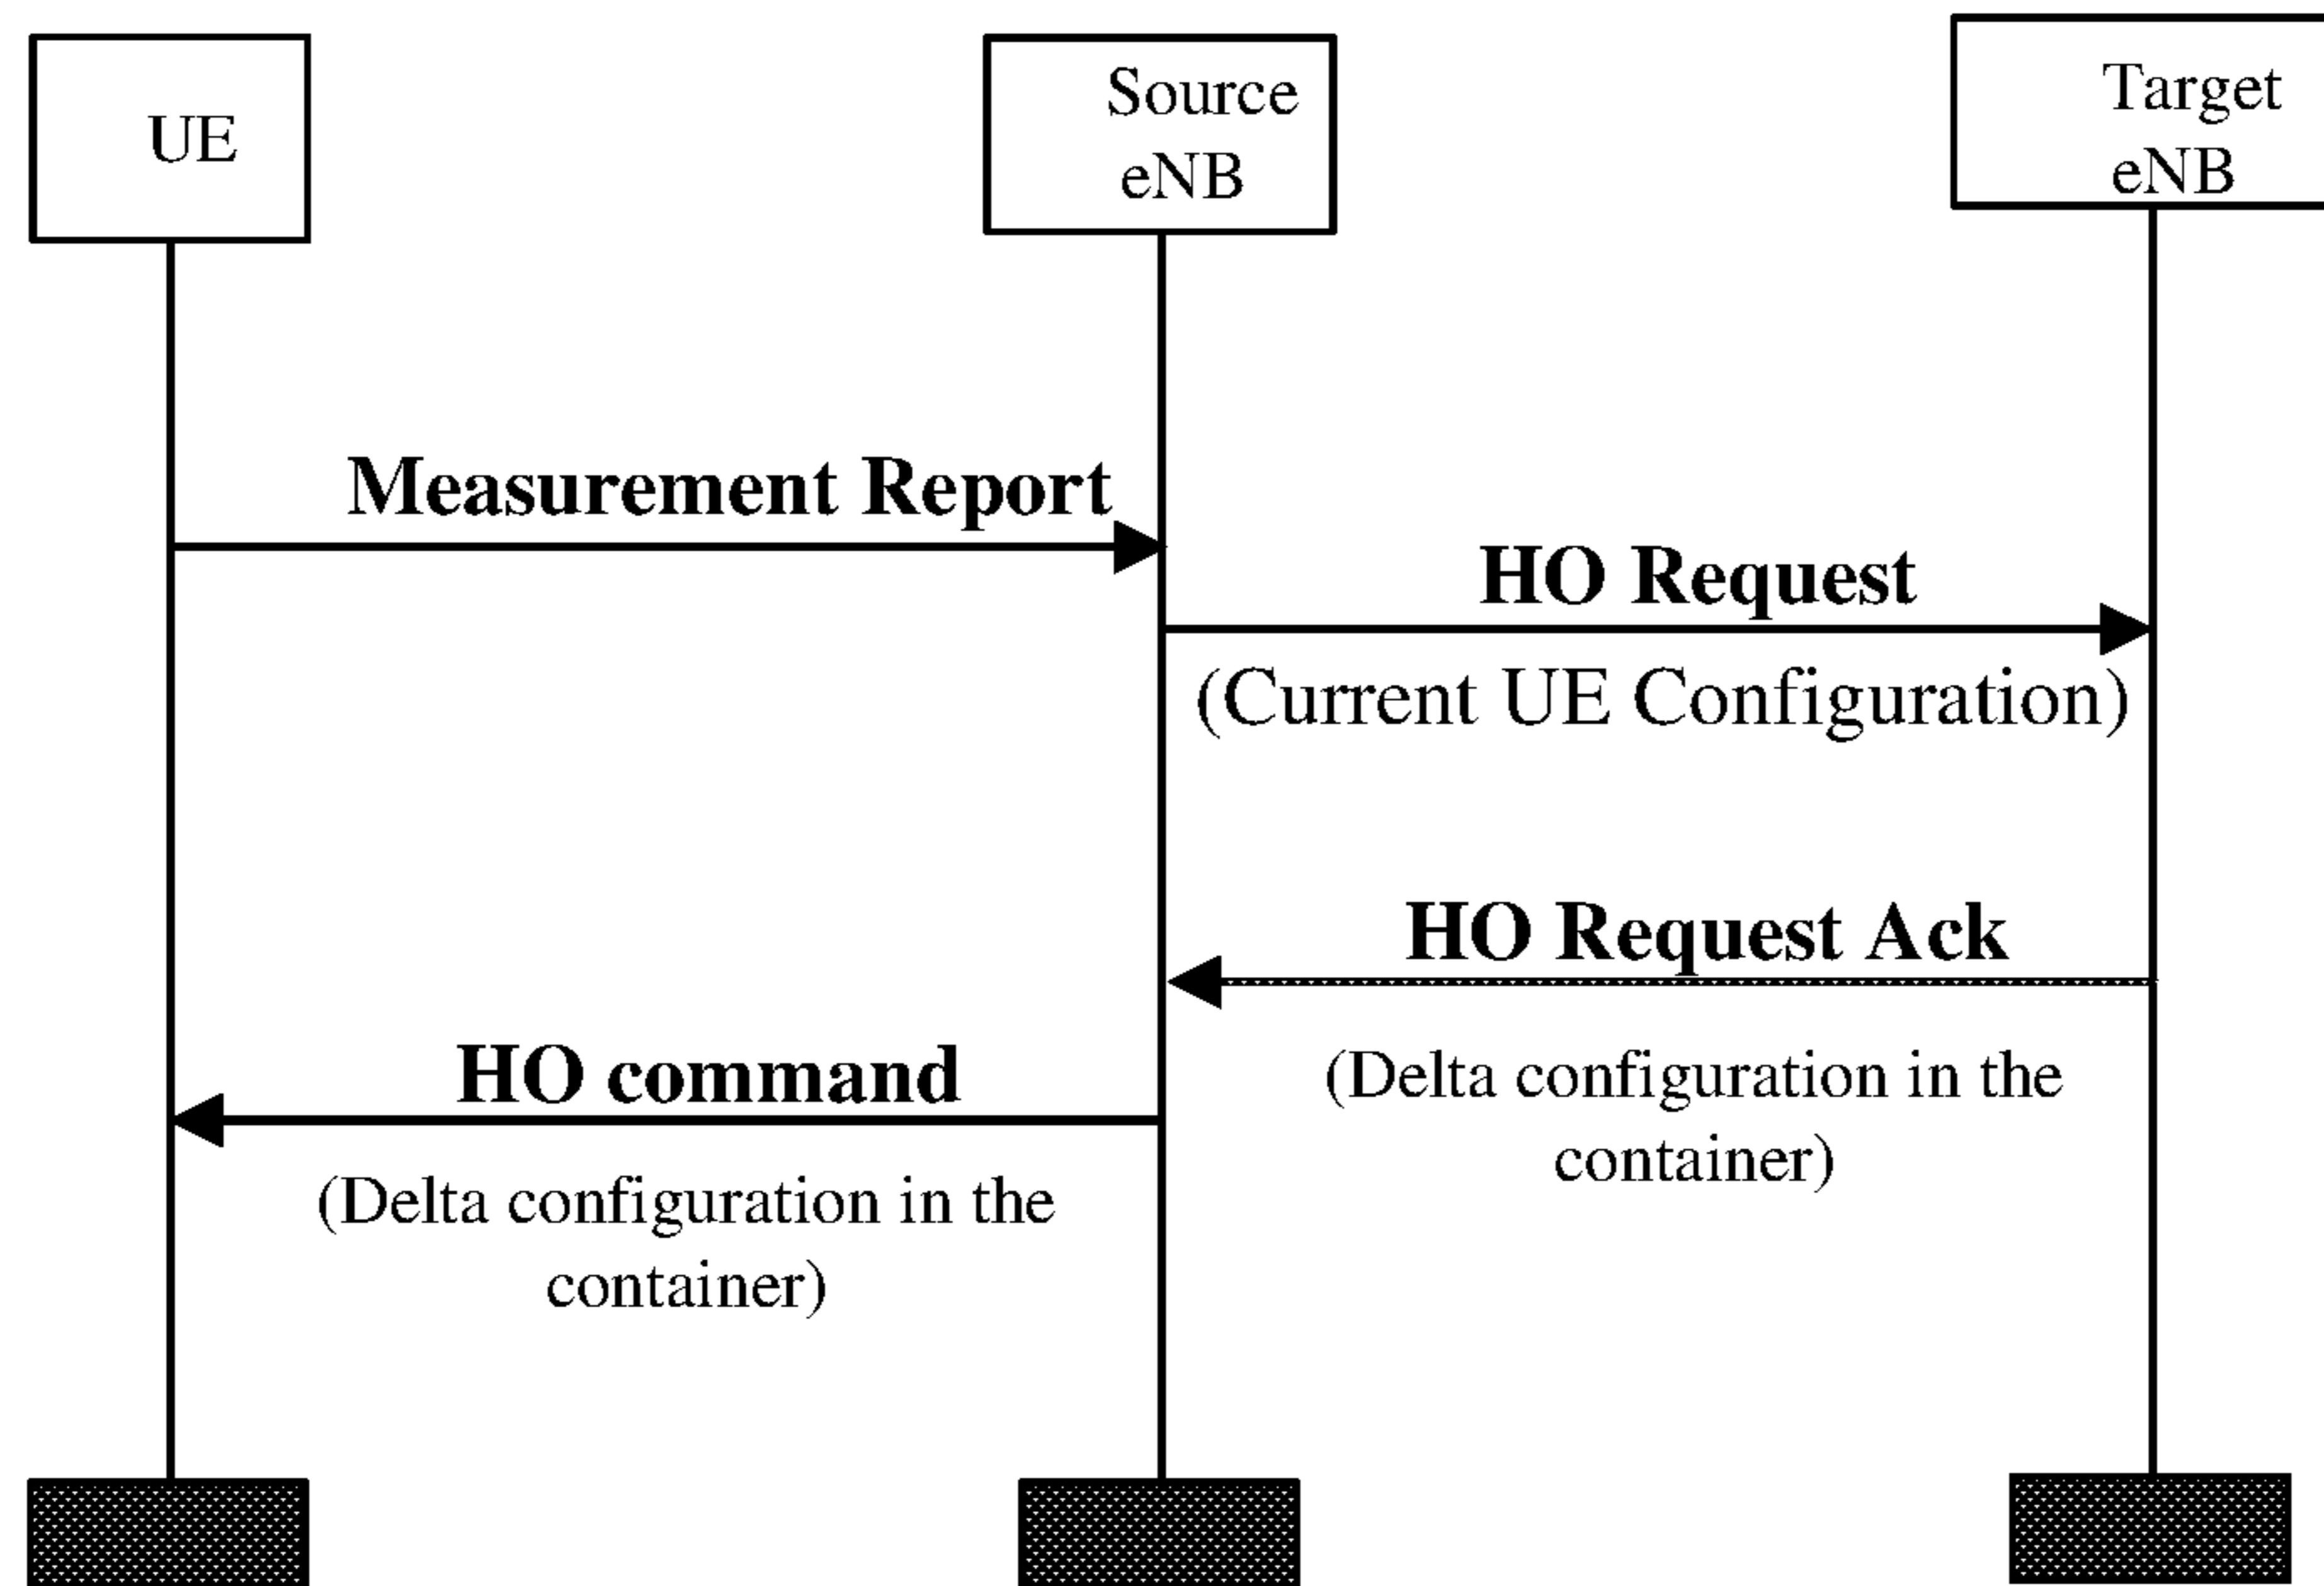 UE
Source
eNB
Target
eNB
Measurement Report
HO Request
(Current UE Configuration)
HO Request Ack
(Delta configuration in the
container)
HO command
(Delta configuration in the
container)